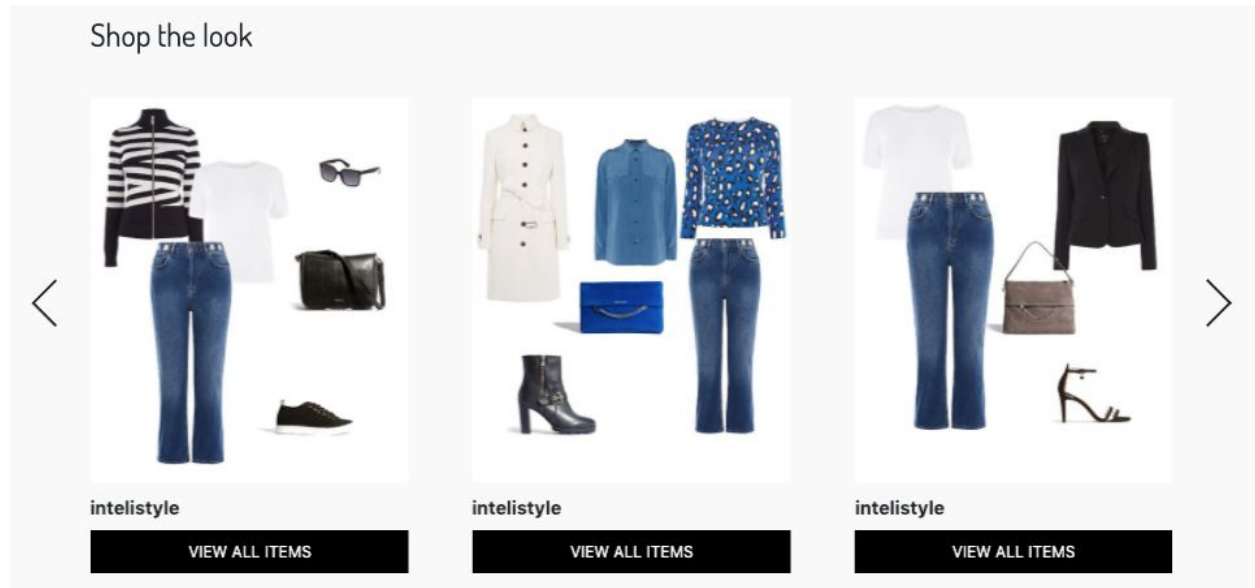 Shop the look
intelistyle
VIEW ALL ITEMS
intelistyle
VIEW ALL ITEMS
intelistyle
VIEW ALL ITEMS